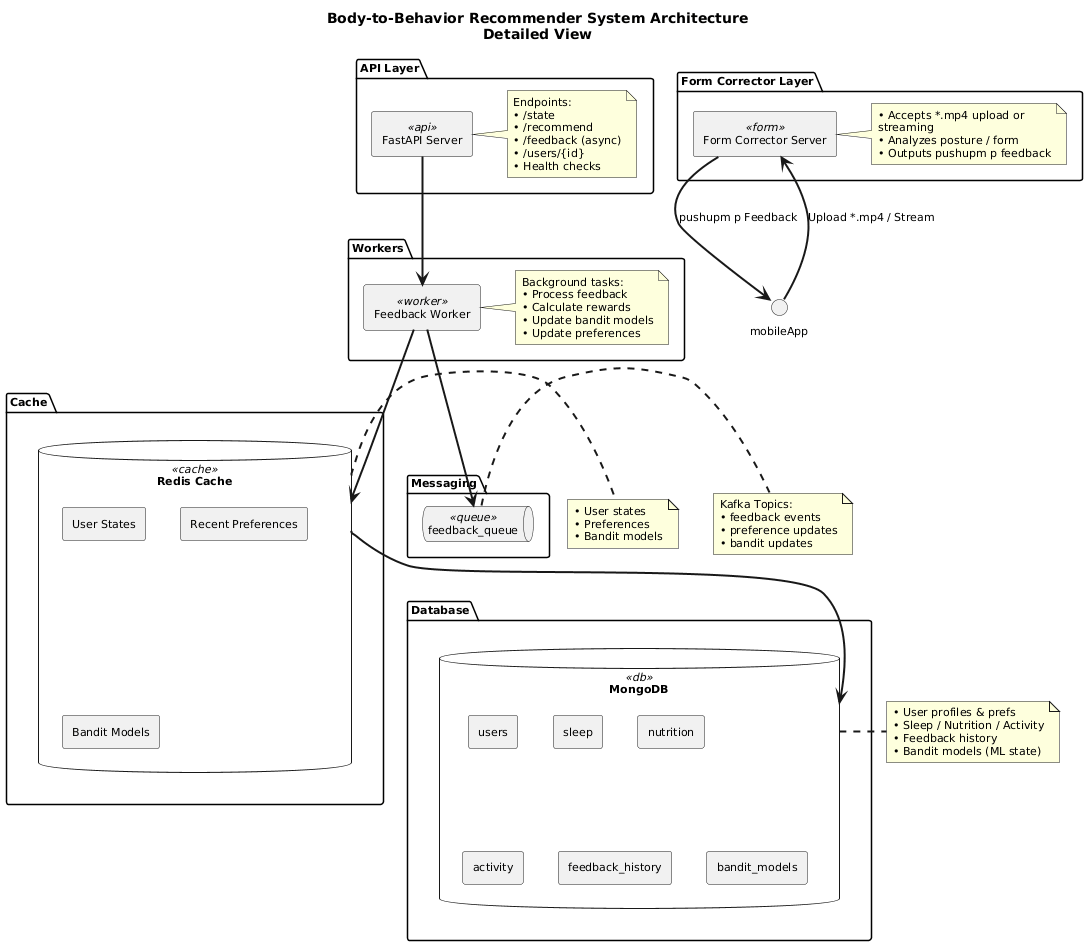 Body-to-Behavior Recommender System Architecture
Detailed View
API Layer
«api»
FastAPI Server
Endpoints:
• /state
• /recommend
• /feedback (async)
• /users/{id}
• Health checks
Form Corrector Layer
«form»
Form Corrector Server
• Accepts *.mp4 upload or
streaming
• Analyzes posture / form
• Outputs pushupm p feedback
pushupm p Feedback
Upload *.mp4 / Stream
mobileApp
Workers
«worker»
Feedback Worker
Background tasks:
• Process feedback
• Calculate rewards
• Update bandit models
• Update preferences
Cache
«cache»
Redis Cache
User States
Recent Preferences
Bandit Models
Messaging
«queue»
feedback_queue
• User states
• Preferences
• Bandit models
Kafka Topics:
• feedback events
• preference updates
• bandit updates
Database
«db»
MongoDB
users
sleep
nutrition
activity
feedback_history
bandit_models
• User profiles & prefs
• Sleep / Nutrition / Activity
• Feedback history
• Bandit models (ML state)